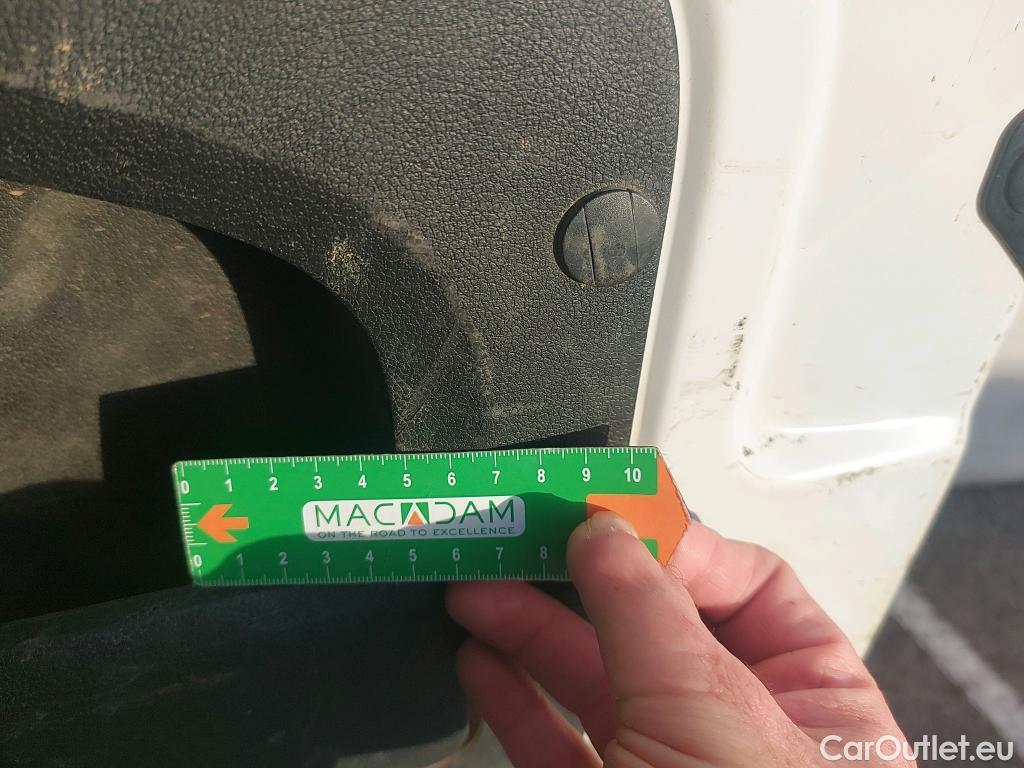 0 1 2 3 4 5 6 7 8 9 10
MACADAM
ON THE ROAD TO EXCELLENCE
0 1 2 3 4 5 6 7 8
CarOutlet.eu